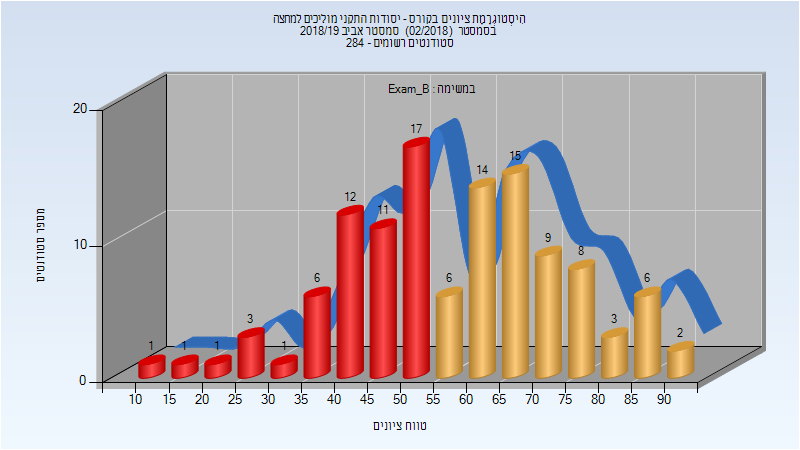 היסטוגרמת ציונים בקורס - יסודות התקני מוליכים למחצה
בסמסטר (02/2018) סמסטר אביב 2018/19
סטודנטים רשומים - 284
במשימה : Exam_B
מספר סטודנטים
20
10
0
1 1 1 3 1 6 12 11 17 6 14 15 9 8 3 6 2
10 15 20 25 30 35 40 45 50 55 60 65 70 75 80 85 90
טווח ציונים